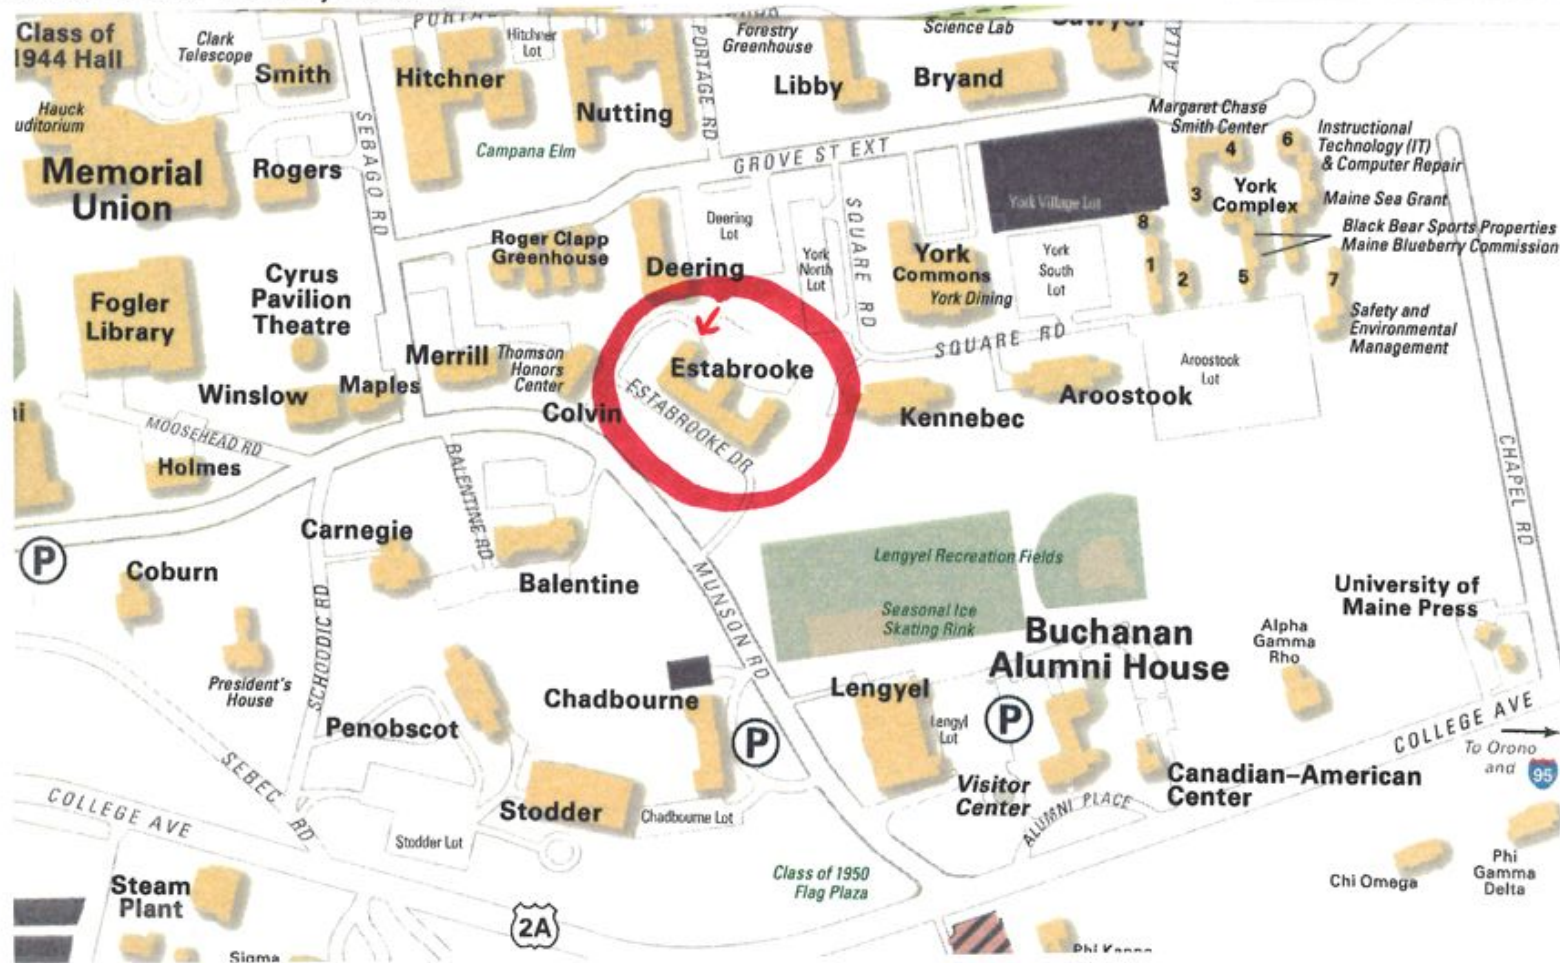 Class of
1944 Hall
Clark
Telescope
Smith
Hitchner
Hitchner
Lot
Nutting
PORTAGE RD
Forestry
Greenhouse
Libby
Science Lab
Bryand
Sawyer
Hauck
uditorium
Memorial
Union
Rogers
SEBAGO RD
Campana Elm
GROVE ST EXT
Margaret Chase
Smith Center
4
6
Instructional
Technology (IT)
& Computer Repair
3
York
Complex
Maine Sea Grant
Black Bear Sports Properties
Maine Blueberry Commission
8
1
2
5
7
Safety and
Environmental
Management
York Village Lot
Deering
Lot
SQUARE RD
Roger Clapp
Greenhouse
Deering
York
North
Lot
York
Commons
York Dining
York
South
Lot
Fogler
Library
Cyrus
Pavilion
Theatre
Merrill
Thomson
Honors
Center
Estabrooke
SQUARE RD
Aroostook
Lot
Winslow
Maples
Colvin
ESTABROOKE DR
Kennebec
Aroostook
MOOSEHEAD RD
Holmes
BALENTINE RD
CHAPEL RD
Carnegie
P
Coburn
Balentine
MUNSON RD
Lengyel Recreation Fields
Seasonal Ice
Skating Rink
Buchanan
Alumni House
University of
Maine Press
Alpha
Gamma
Rho
President's
House
SCHOODIC RD
Penobscot
Chadbourne
P
Lengyel
Lengyl
Lot
P
COLLEGE AVE
To Orono
and
95
SEBEC RD
Stodder
Chadbourne Lot
Visitor
Center
ALUMNI PLACE
Canadian-American
Center
COLLEGE AVE
Stodder Lot
Class of 1950
Flag Plaza
Chi Omega
Phi
Gamma
Delta
Steam
Plant
2A
Sigma
Phi Kappa